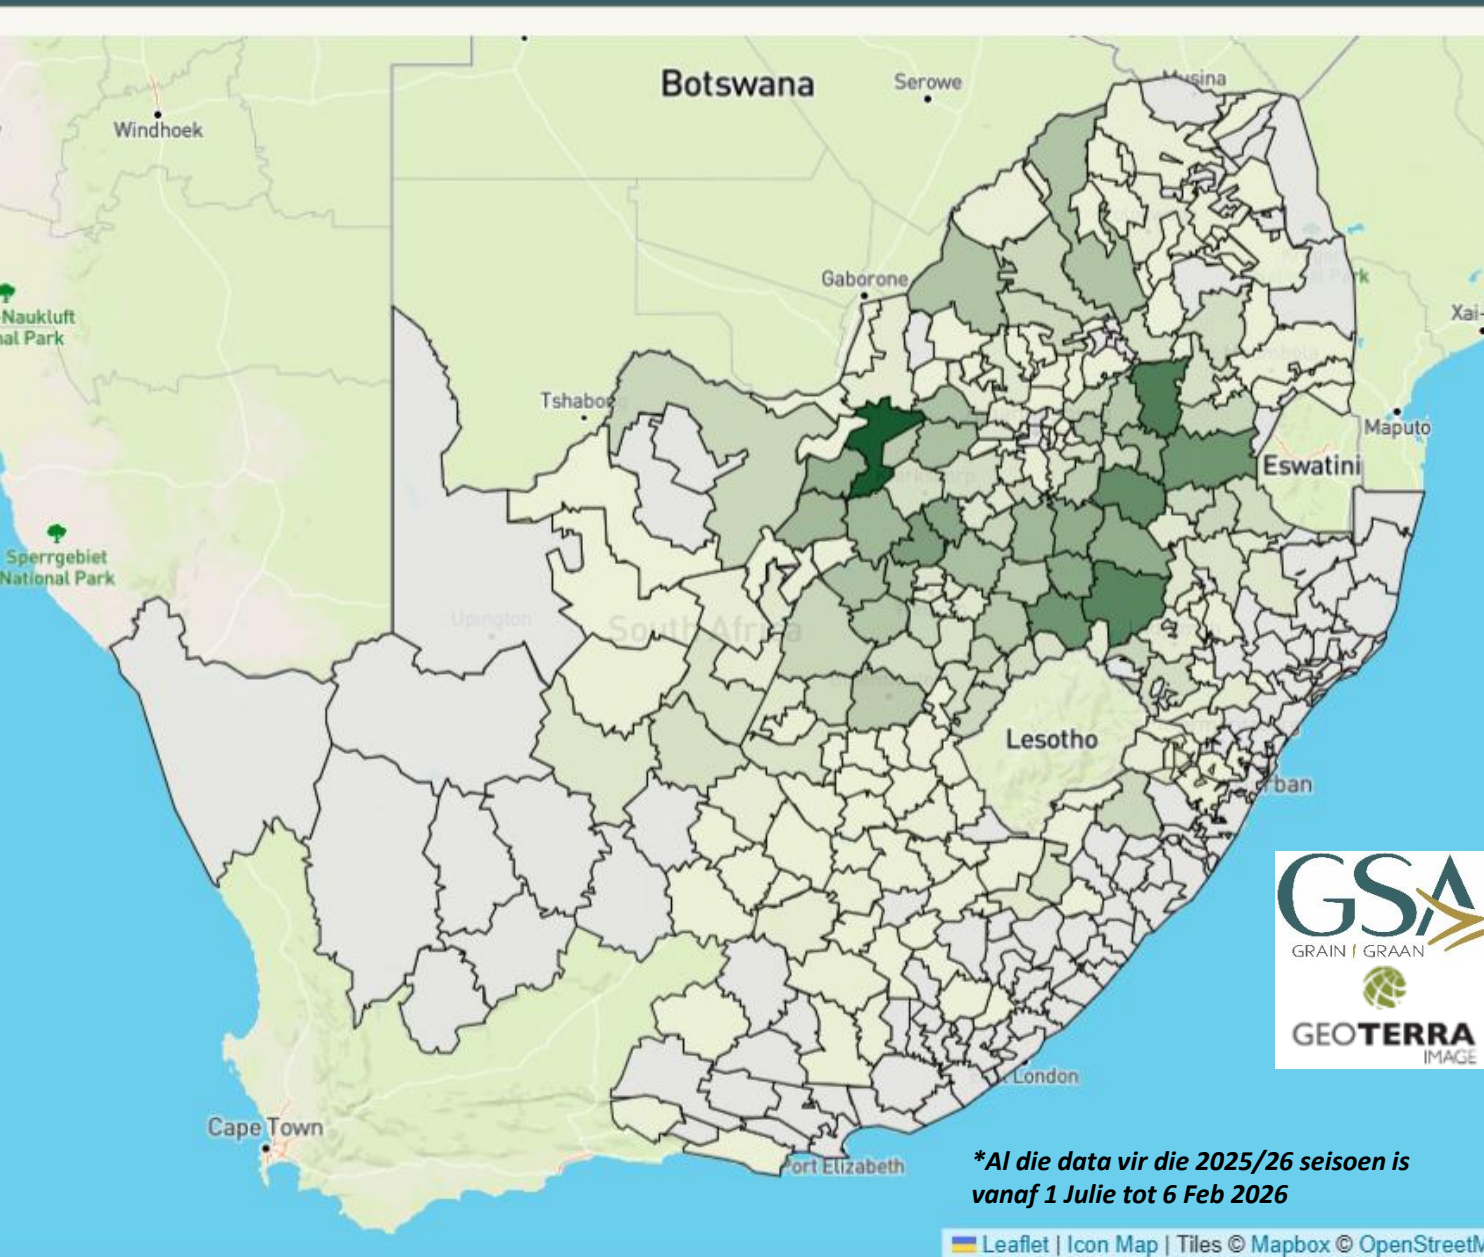 Botswana
Serowe
Musina
Windhoek
Gaborone
-Naukluft
nal Park
Xai-
Tshabong
Maputo
Eswatini
Sperrgebiet
National Park
Upington
South Africa
Lesotho
rban
GSA
GRAIN | GRAAN
GEOTERRA
IMAGE
London
Cape Town
Port Elizabeth
*Al die data vir die 2025/26 seisoen is
vanaf 1 Julie tot 6 Feb 2026
Leaflet | Icon Map | Tiles © Mapbox © OpenStreetM